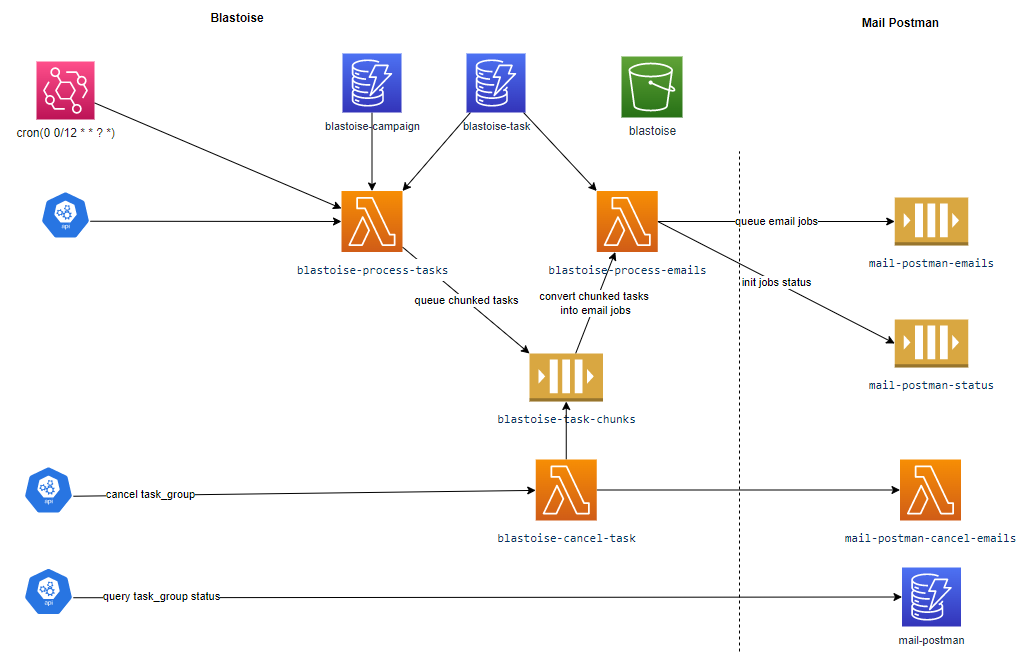 Blastoise
Mail Postman
cron(0 0/12 * * ? *)
blastoise-campaign
blastoise-task
blastoise
api
blastoise-process-tasks
blastoise-process-emails
queue email jobs
mail-postman-emails
init jobs status
queue chunked tasks
convert chunked tasks
into email jobs
mail-postman-status
blastoise-task-chunks
api
cancel task_group
blastoise-cancel-task
mail-postman-cancel-emails
api
query task_group status
mail-postman